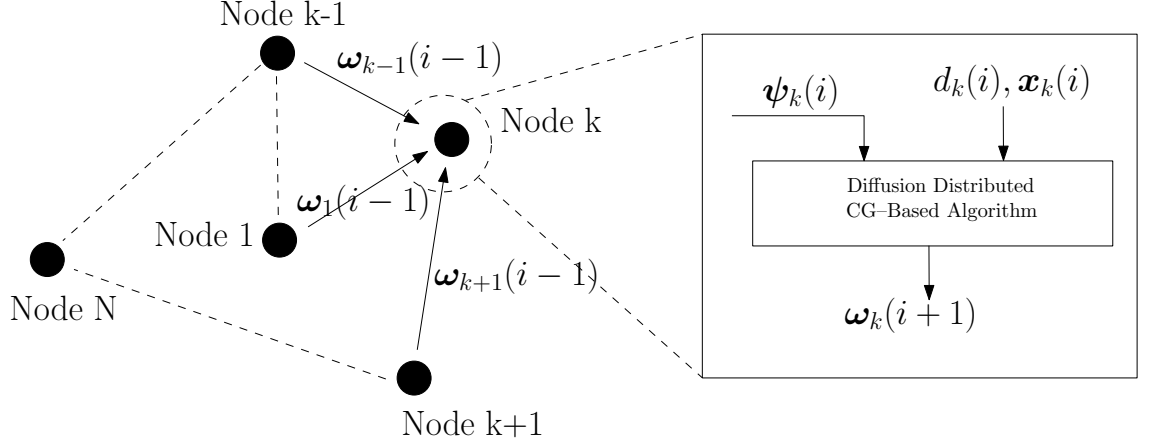 Node k-1
ω_{k−1}(i − 1)
Node k
ω_1(i − 1)
Node 1
ω_{k+1}(i − 1)
Node N
Node k+1
ψ_k(i)
d_k(i), x_k(i)
Diffusion Distributed
CG–Based Algorithm
ω_k(i + 1)